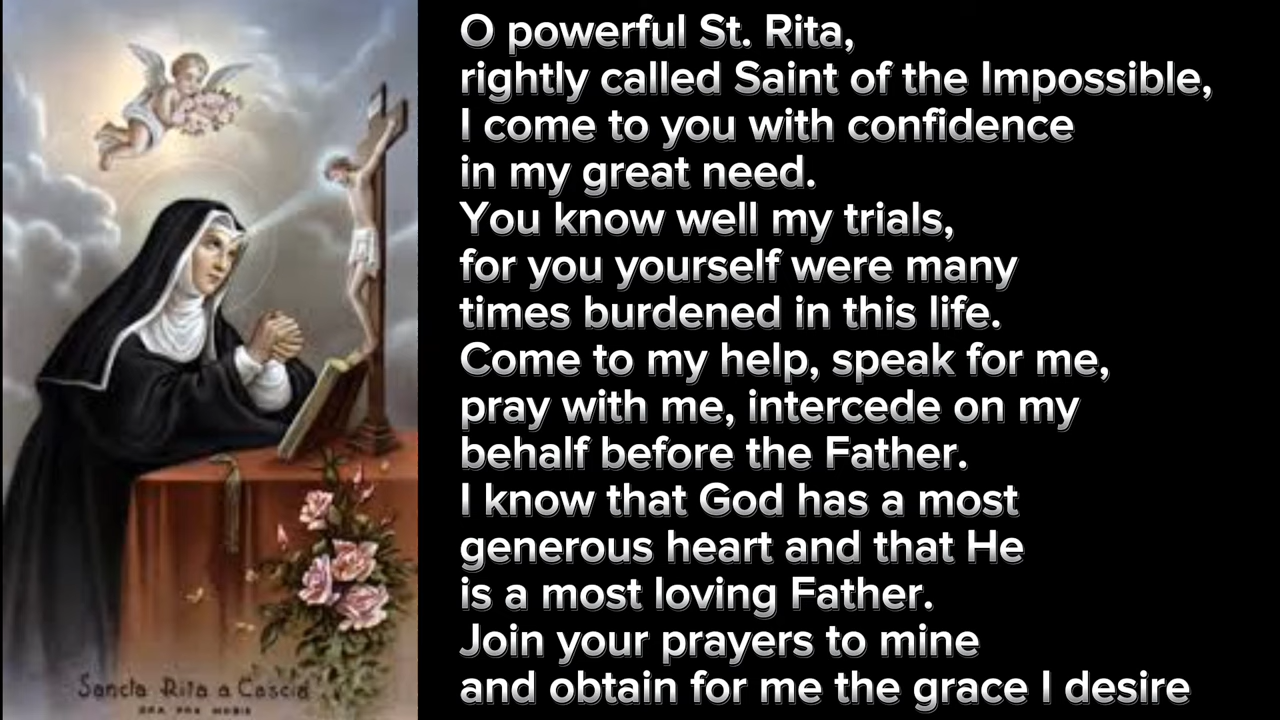 O powerful St. Rita,
rightly called Saint of the Impossible,
I come to you with confidence
in my great need.
You know well my trials,
for you yourself were many
times burdened in this life.
Come to my help, speak for me,
pray with me, intercede on my
behalf before the Father.
I know that God has a most
generous heart and that He
is a most loving Father.
Join your prayers to mine
and obtain for me the grace I desire
Sancta Rita a Cascia
ORA PRO NOBIS